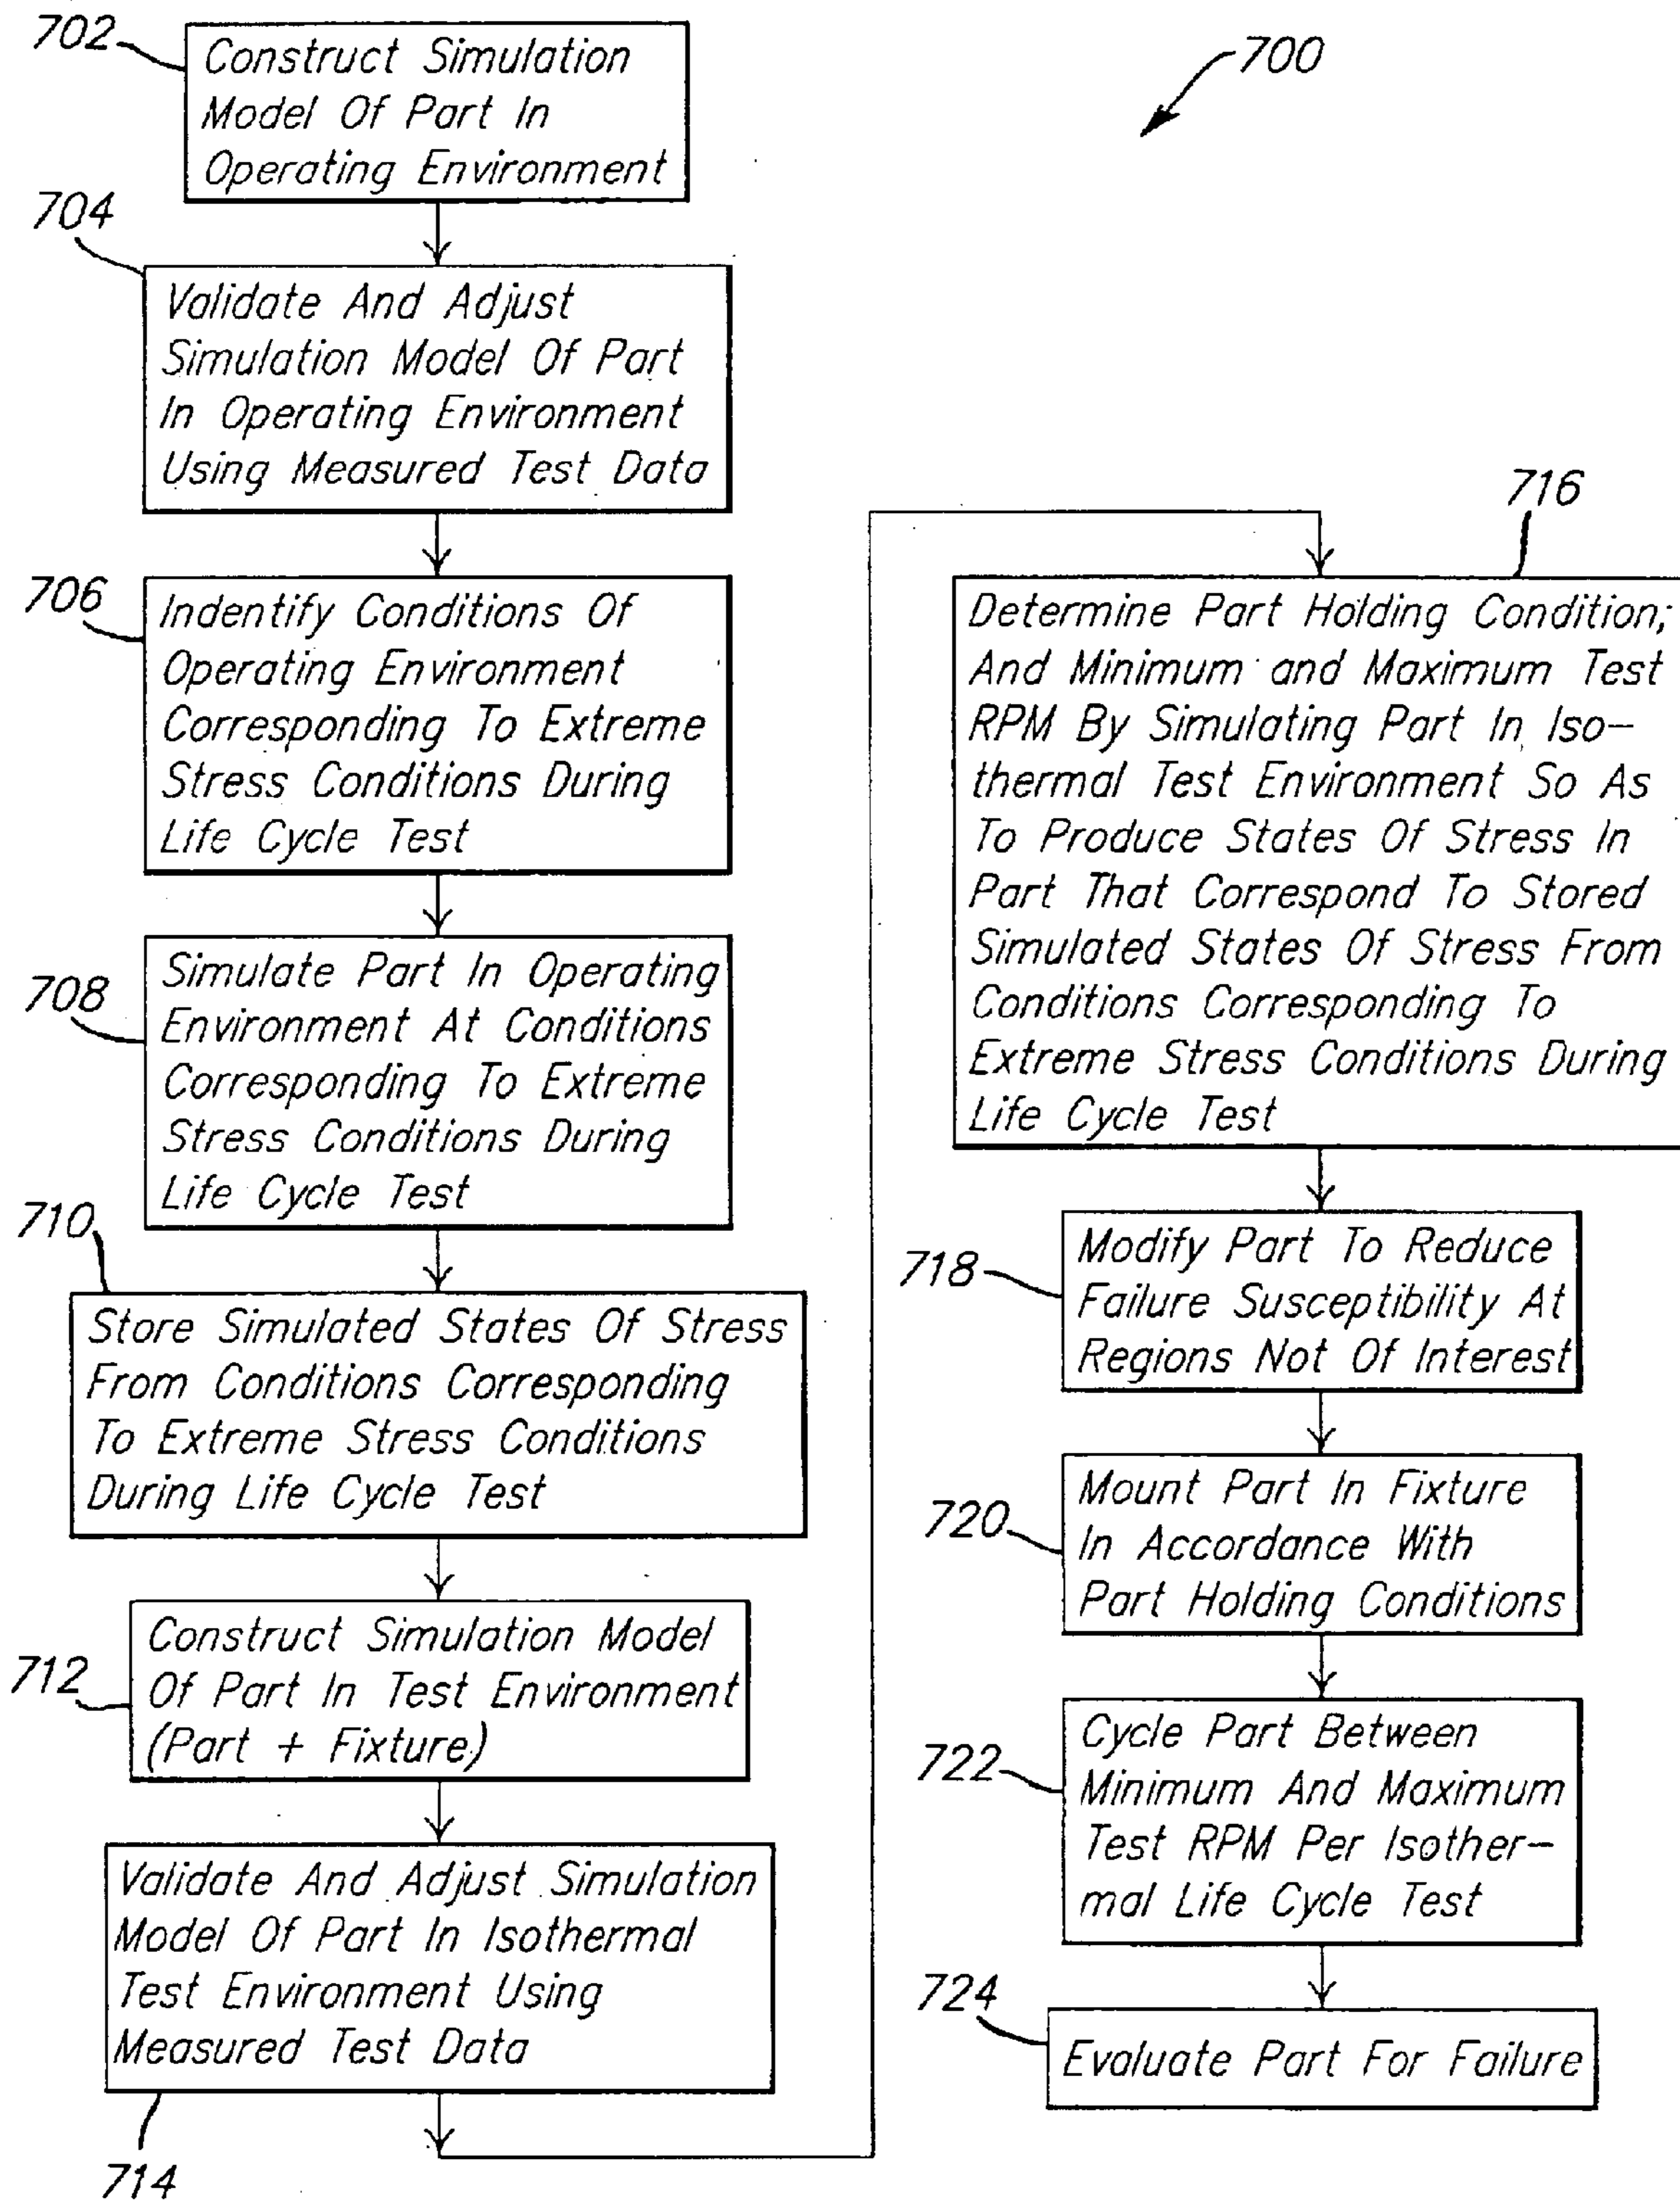 702
Construct Simulation
Model Of Part In
Operating Environment
700
704
Validate And Adjust
Simulation Model Of Part
In Operating Environment
Using Measured Test Data
706
Indentify Conditions Of
Operating Environment
Corresponding To Extreme
Stress Conditions During
Life Cycle Test
708
Simulate Part In Operating
Environment At Conditions
Corresponding To Extreme
Stress Conditions During
Life Cycle Test
710
Store Simulated States Of Stress
From Conditions Corresponding
To Extreme Stress Conditions
During Life Cycle Test
712
Construct Simulation Model
Of Part In Test Environment
(Part + Fixture)
Validate And Adjust Simulation
Model Of Part In Isothermal
Test Environment Using
Measured Test Data
714
716
Determine Part Holding Condition;
And Minimum and Maximum Test
RPM By Simulating Part In Iso-
thermal Test Environment So As
To Produce States Of Stress In
Part That Correspond To Stored
Simulated States Of Stress From
Conditions Corresponding To
Extreme Stress Conditions During
Life Cycle Test
718
Modify Part To Reduce
Failure Susceptibility At
Regions Not Of Interest
720
Mount Part In Fixture
In Accordance With
Part Holding Conditions
722
Cycle Part Between
Minimum And Maximum
Test RPM Per Isother-
mal Life Cycle Test
724
Evaluate Part For Failure